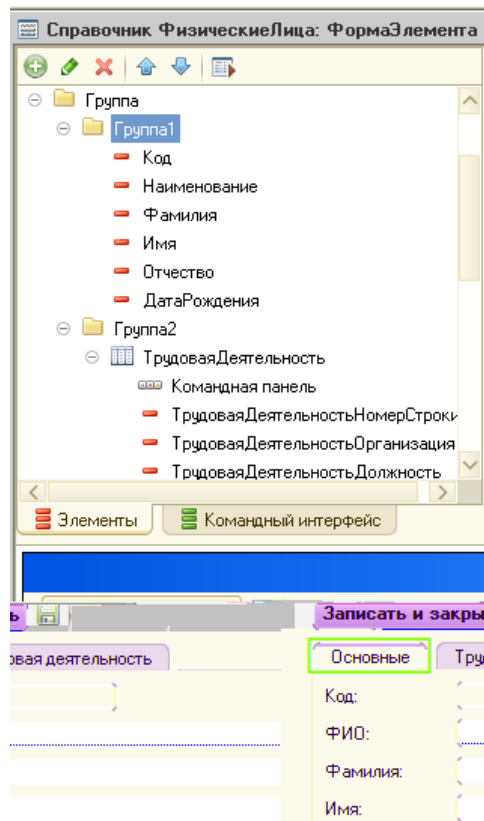 Справочник ФизическиеЛица: ФормаЭлемента
Группа
Группа1
Код
Наименование
Фамилия
Имя
Отчество
ДатаРождения
Группа2
ТрудоваяДеятельность
Командная панель
ТрудоваяДеятельностьНомерСтроки
ТрудоваяДеятельностьОрганизация
ТрудоваяДеятельностьДолжность
Элементы Командный интерфейс
ь Записать и закры
овая деятельность Основные Тру
Код:
ФИО:
Фамилия:
Имя: